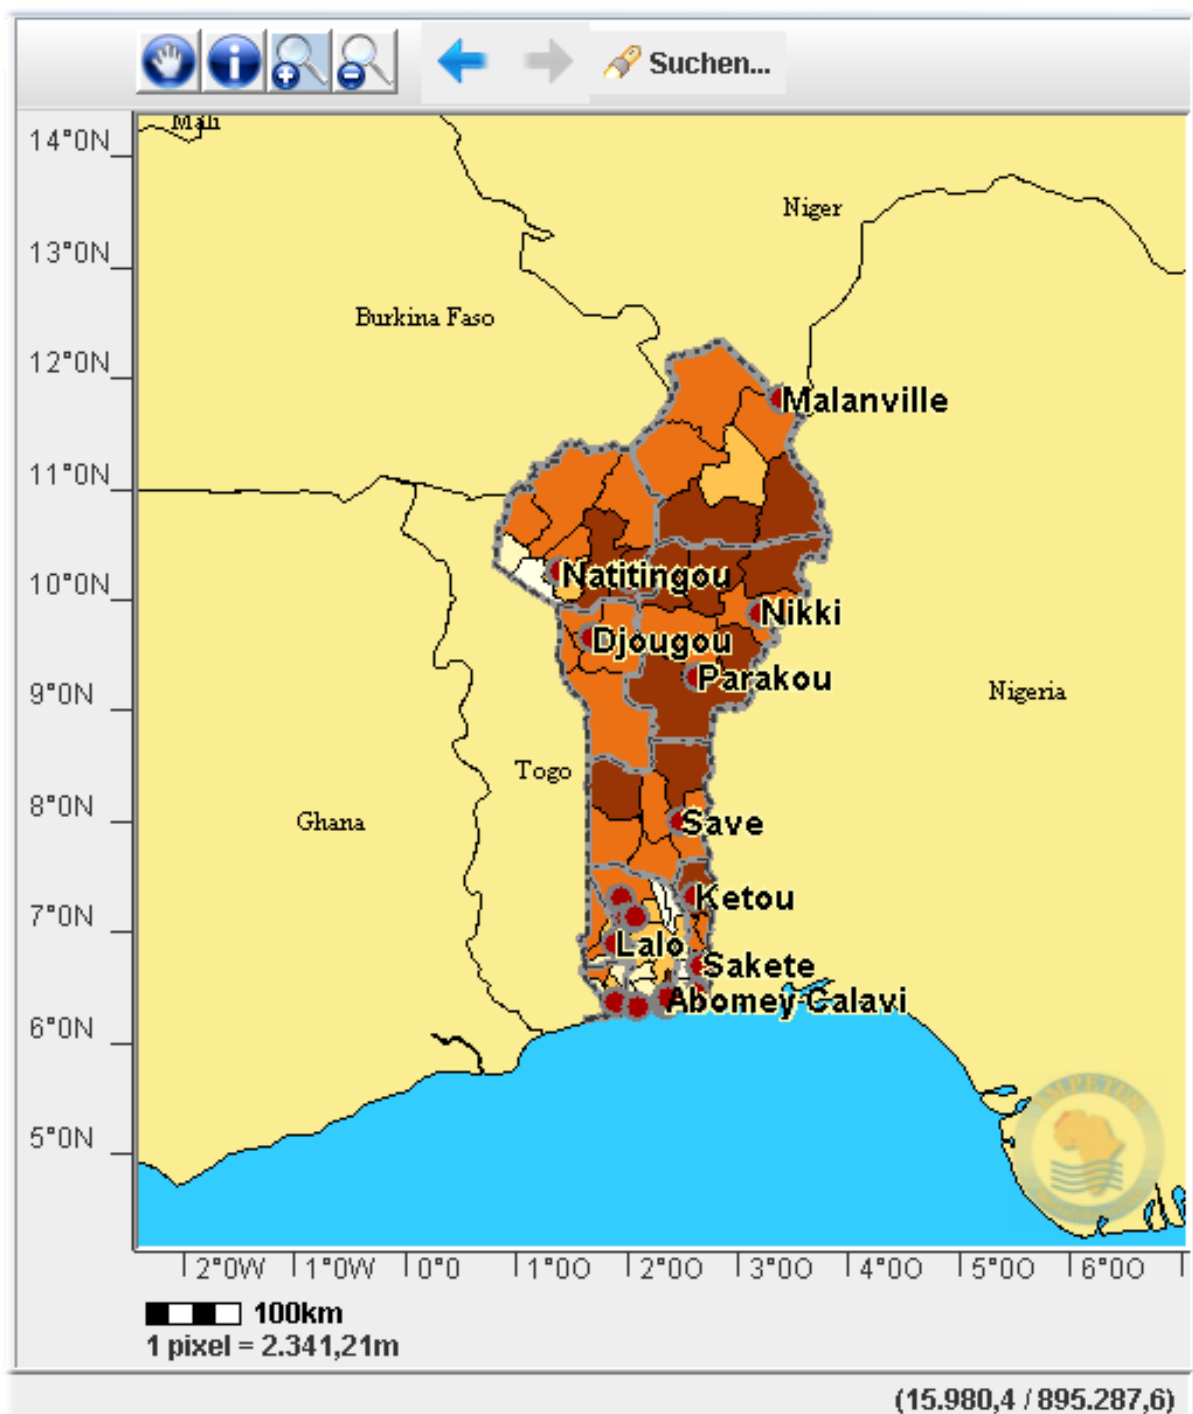 Suchen...
Mali
14°0N
Niger
13°0N
Burkina Faso
12°0N
Malanville
11°0N
Natitingou
10°0N
Nikki
Djougou
Parakou
9°0N
Nigeria
Togo
8°0N
Ghana
Save
Ketou
7°0N
Lalo
Sakete
Abomey-Calavi
6°0N
IMPETUS
5°0N
2°0W 1°0W 0°0 1°0O 2°0O 3°0O 4°0O 5°0O 6°0O
100km
1 pixel = 2.341,21m
(15.980,4 / 895.287,6)